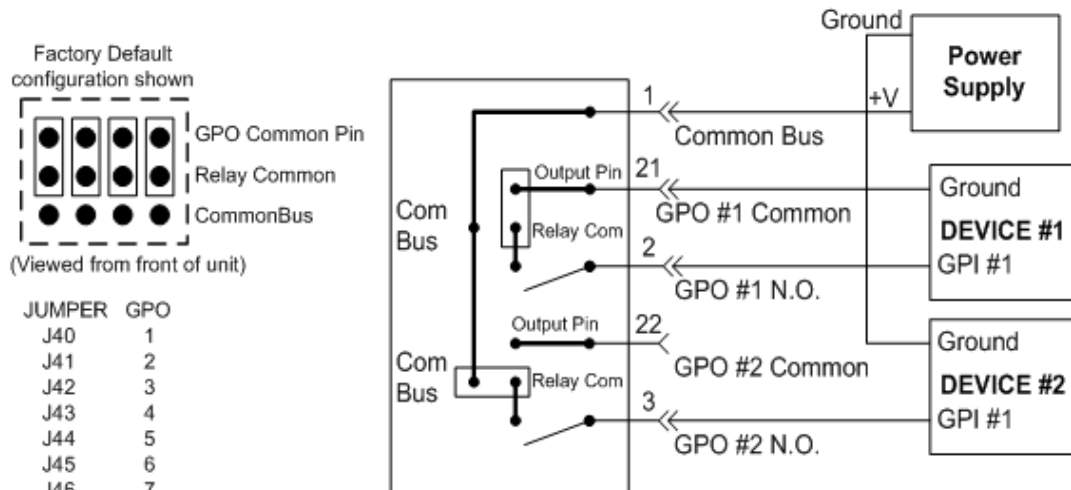 Factory Default
configuration shown
GPO Common Pin
Relay Common
CommonBus
(Viewed from front of unit)
JUMPER GPO
J40 1
J41 2
J42 3
J43 4
J44 5
J45 6
J46 7
Com
Bus
Output Pin
Relay Com
Output Pin
Com
Bus
Relay Com
1
Common Bus
21
GPO #1 Common
2
GPO #1 N.O.
22
GPO #2 Common
3
GPO #2 N.O.
Ground
+V
Power
Supply
Ground
DEVICE #1
GPI #1
Ground
DEVICE #2
GPI #1